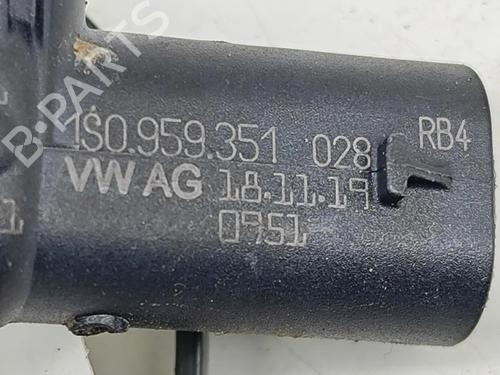 B-PARTS
1S0.959.351 028 RB4
VW AG 18.11.19
0951